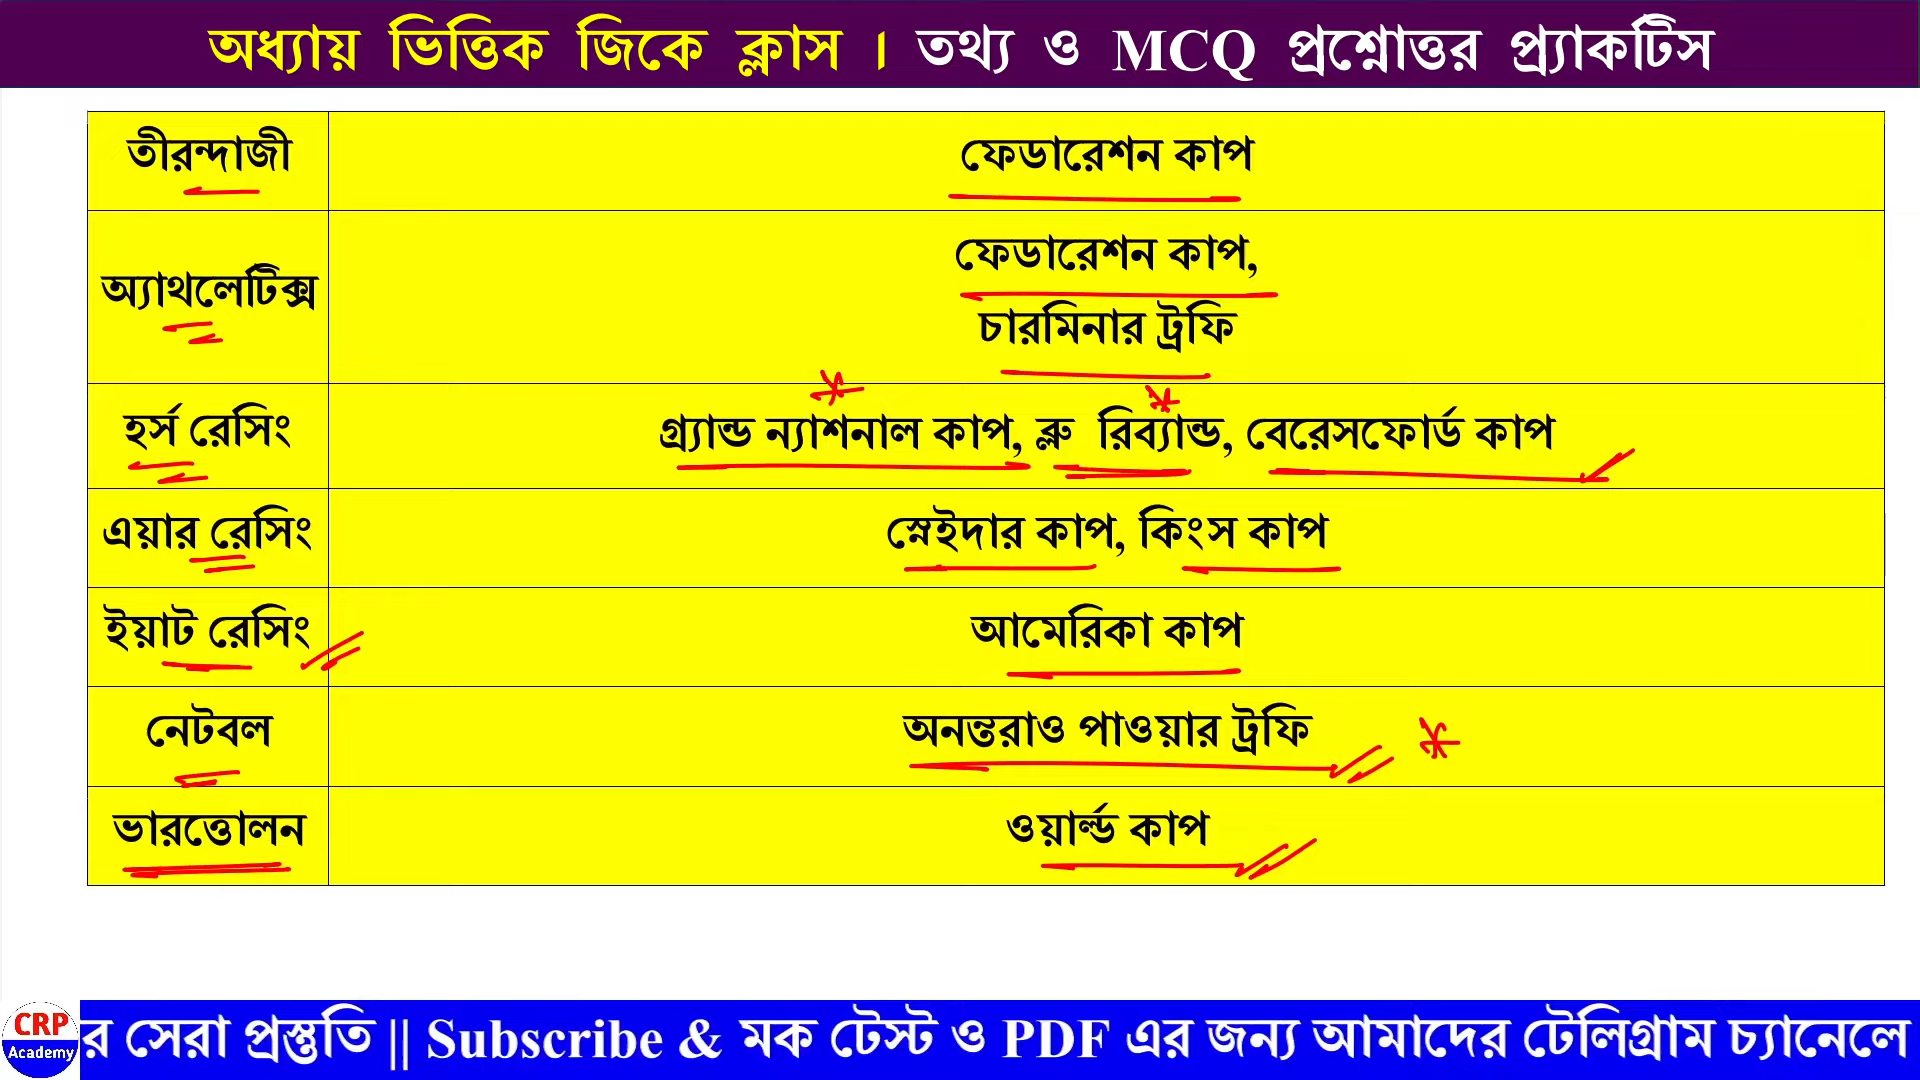 অধ্যায় ভিত্তিক জিকে ক্লাস । তথ্য ও MCQ প্রশ্নোত্তর প্র্যাকটিস
তীরন্দাজী ফেডারেশন কাপ
অ্যাথলেটিক্স ফেডারেশন কাপ,
চারমিনার ট্রফি
হর্স রেসিং গ্র্যান্ড ন্যাশনাল কাপ, ব্লু রিব্যান্ড, বেরেসফোর্ড কাপ
এয়ার রেসিং স্নেইদার কাপ, কিংস কাপ
ইয়াট রেসিং আমেরিকা কাপ
নেটবল অনন্তরাও পাওয়ার ট্রফি
ভারত্তোলন ওয়ার্ল্ড কাপ
CRP
Academy
র সেরা প্রস্তুতি || Subscribe & মক টেস্ট ও PDF এর জন্য আমাদের টেলিগ্রাম চ্যানেলে